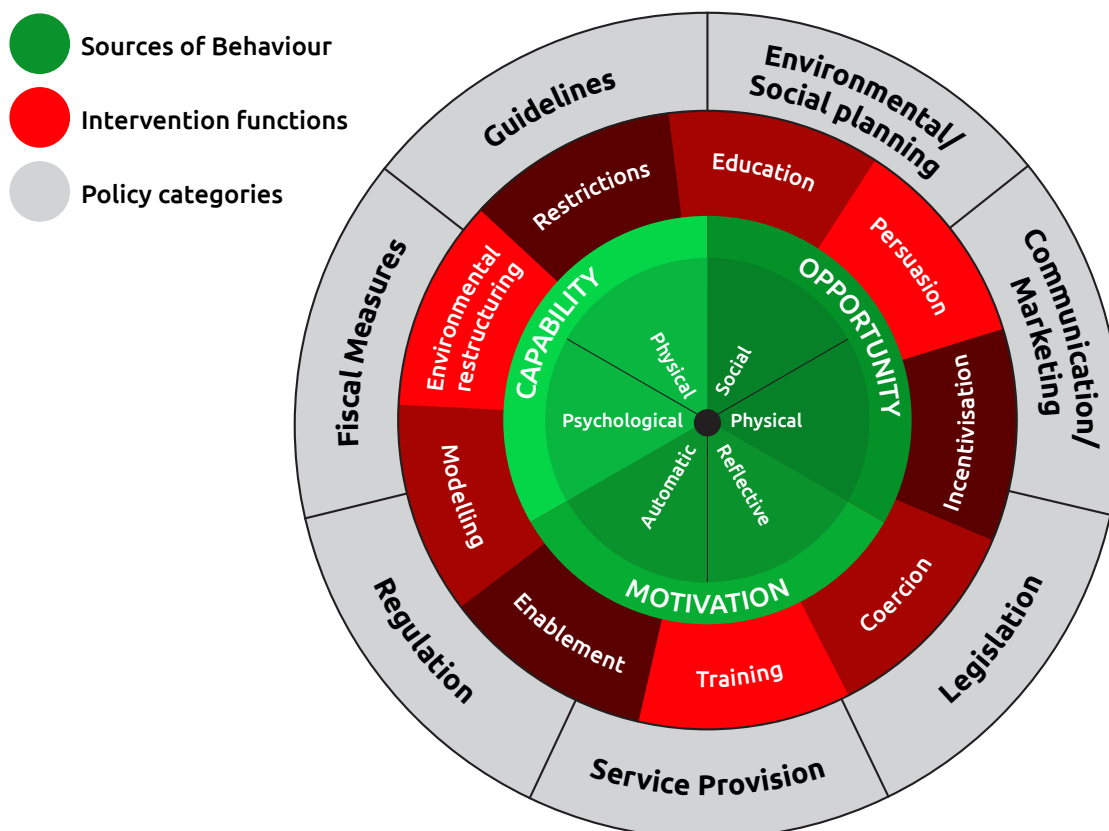 Sources of Behaviour
Intervention functions
Policy categories
Guidelines
Environmental/
Social planning
Communication/
Marketing
Legislation
Service Provision
Regulation
Fiscal Measures
Restrictions
Education
Persuasion
Incentivisation
Coercion
Training
Enablement
Modelling
Environmental
restructuring
CAPABILITY
OPPORTUNITY
MOTIVATION
Physical
Social
Physical
Reflective
Automatic
Psychological